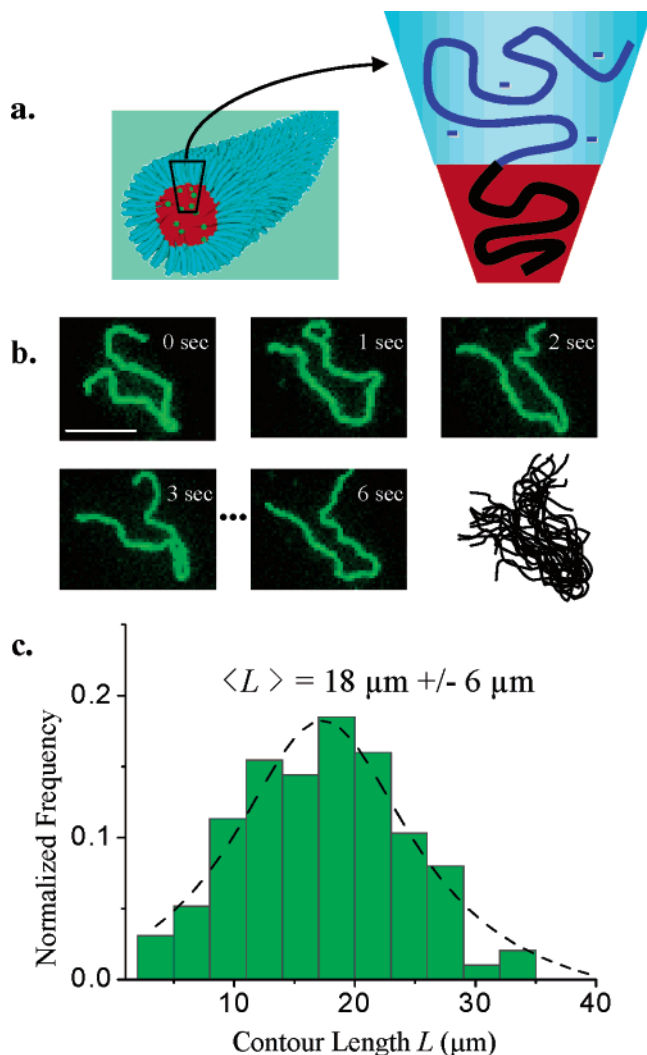 a.
b.
0 sec
1 sec
2 sec
3 sec
•••
6 sec
c.
⟨L⟩ = 18 μm +/- 6 μm
Normalized Frequency
0.2
0.1
0.0
10
20
30
40
Contour Length L (μm)